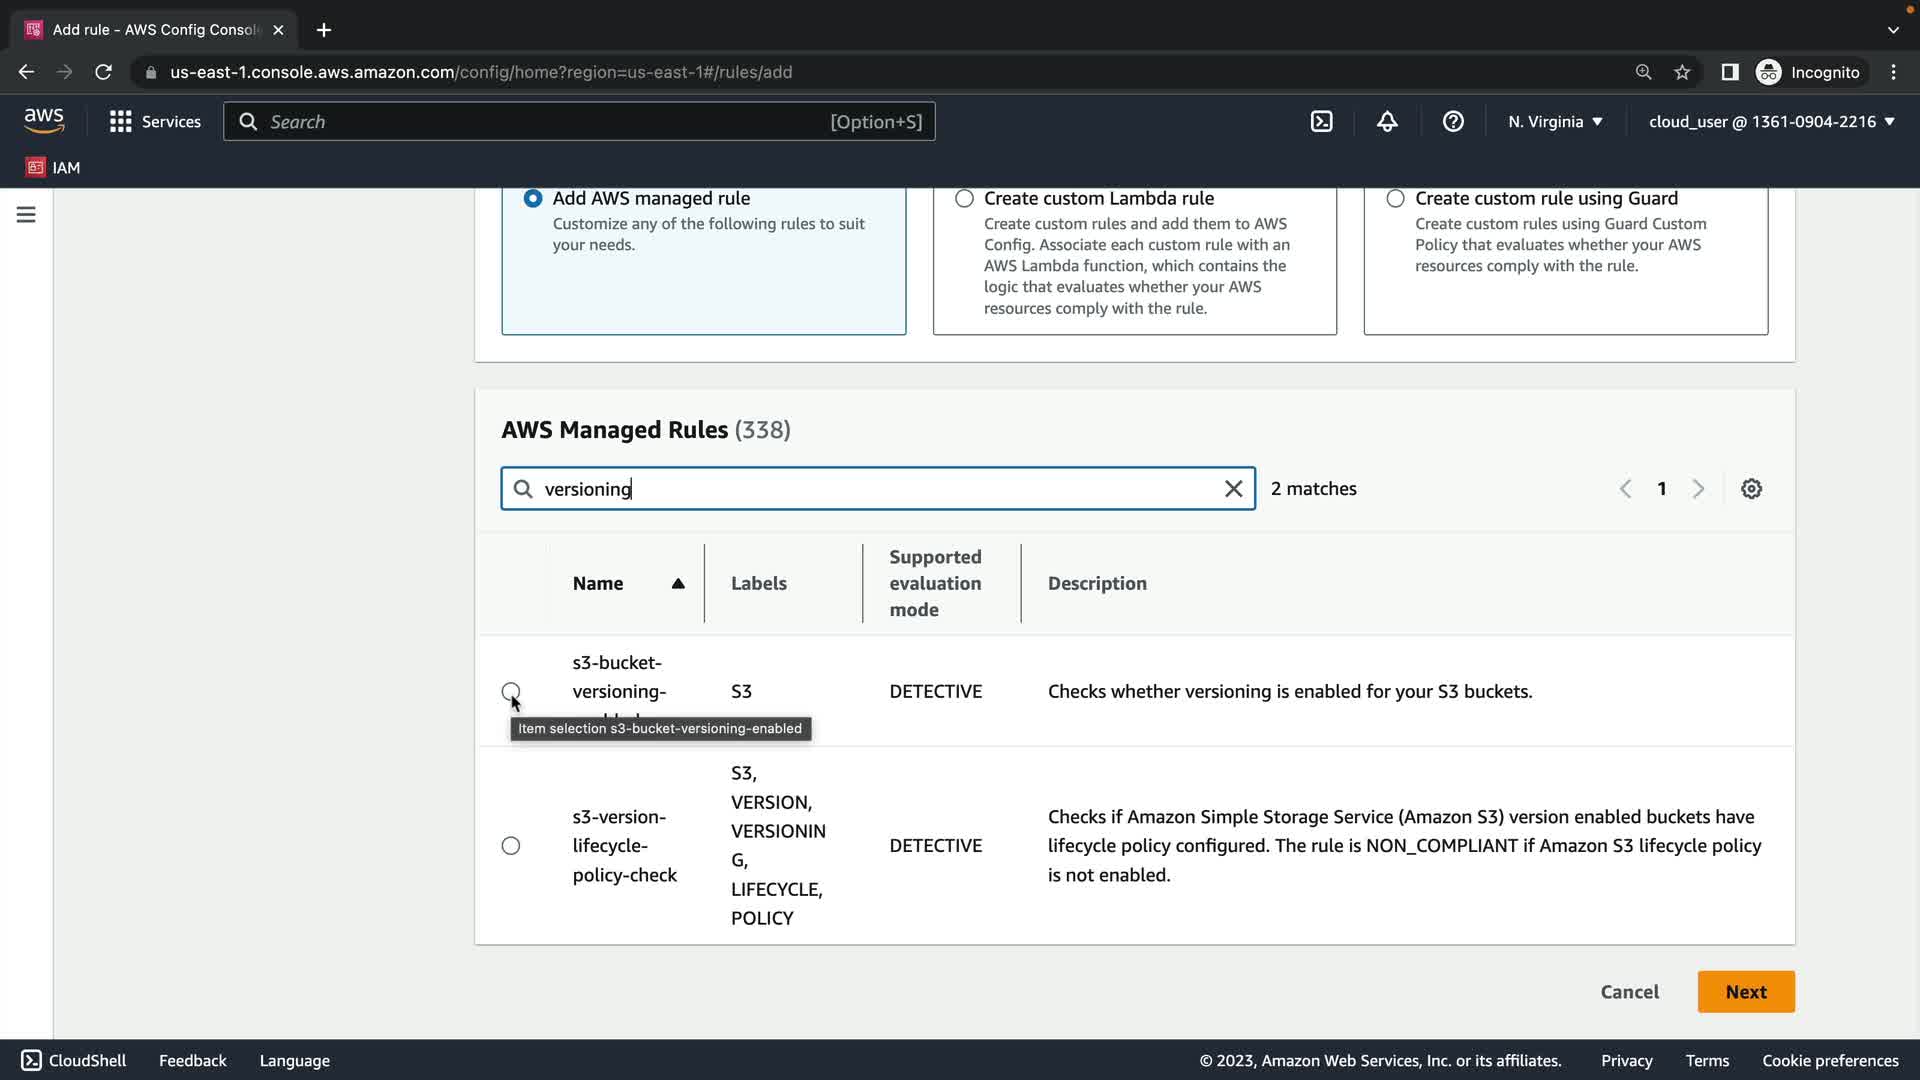 Add rule - AWS Config Consol
us-east-1.console.aws.amazon.com/config/home?region=us-east-1#/rules/add
Incognito
aws
Services
Search
[Option+S]
N. Virginia
cloud_user @ 1361-0904-2216
IAM
Add AWS managed rule
Customize any of the following rules to suit
your needs.
Create custom Lambda rule
Create custom rules and add them to AWS
Config. Associate each custom rule with an
AWS Lambda function, which contains the
logic that evaluates whether your AWS
resources comply with the rule.
Create custom rule using Guard
Create custom rules using Guard Custom
Policy that evaluates whether your AWS
resources comply with the rule.
AWS Managed Rules (338)
versioning
2 matches
1
Name
Labels
Supported
evaluation
mode
Description
s3-bucket-
versioning-
S3
DETECTIVE
Checks whether versioning is enabled for your S3 buckets.
Item selection s3-bucket-versioning-enabled
s3-version-
lifecycle-
policy-check
S3,
VERSION,
VERSIONIN
G,
LIFECYCLE,
POLICY
DETECTIVE
Checks if Amazon Simple Storage Service (Amazon S3) version enabled buckets have
lifecycle policy configured. The rule is NON_COMPLIANT if Amazon S3 lifecycle policy
is not enabled.
Cancel
Next
CloudShell
Feedback
Language
© 2023, Amazon Web Services, Inc. or its affiliates.
Privacy
Terms
Cookie preferences